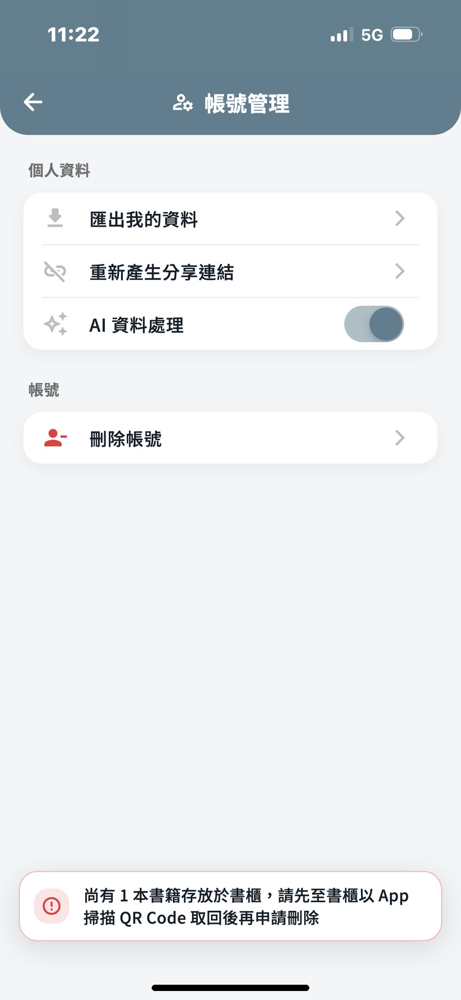 11:22
5G
帳號管理
個人資料
匯出我的資料
重新產生分享連結
AI 資料處理
帳號
刪除帳號
尚有 1 本書籍存放於書櫃，請先至書櫃以 App
掃描 QR Code 取回後再申請刪除